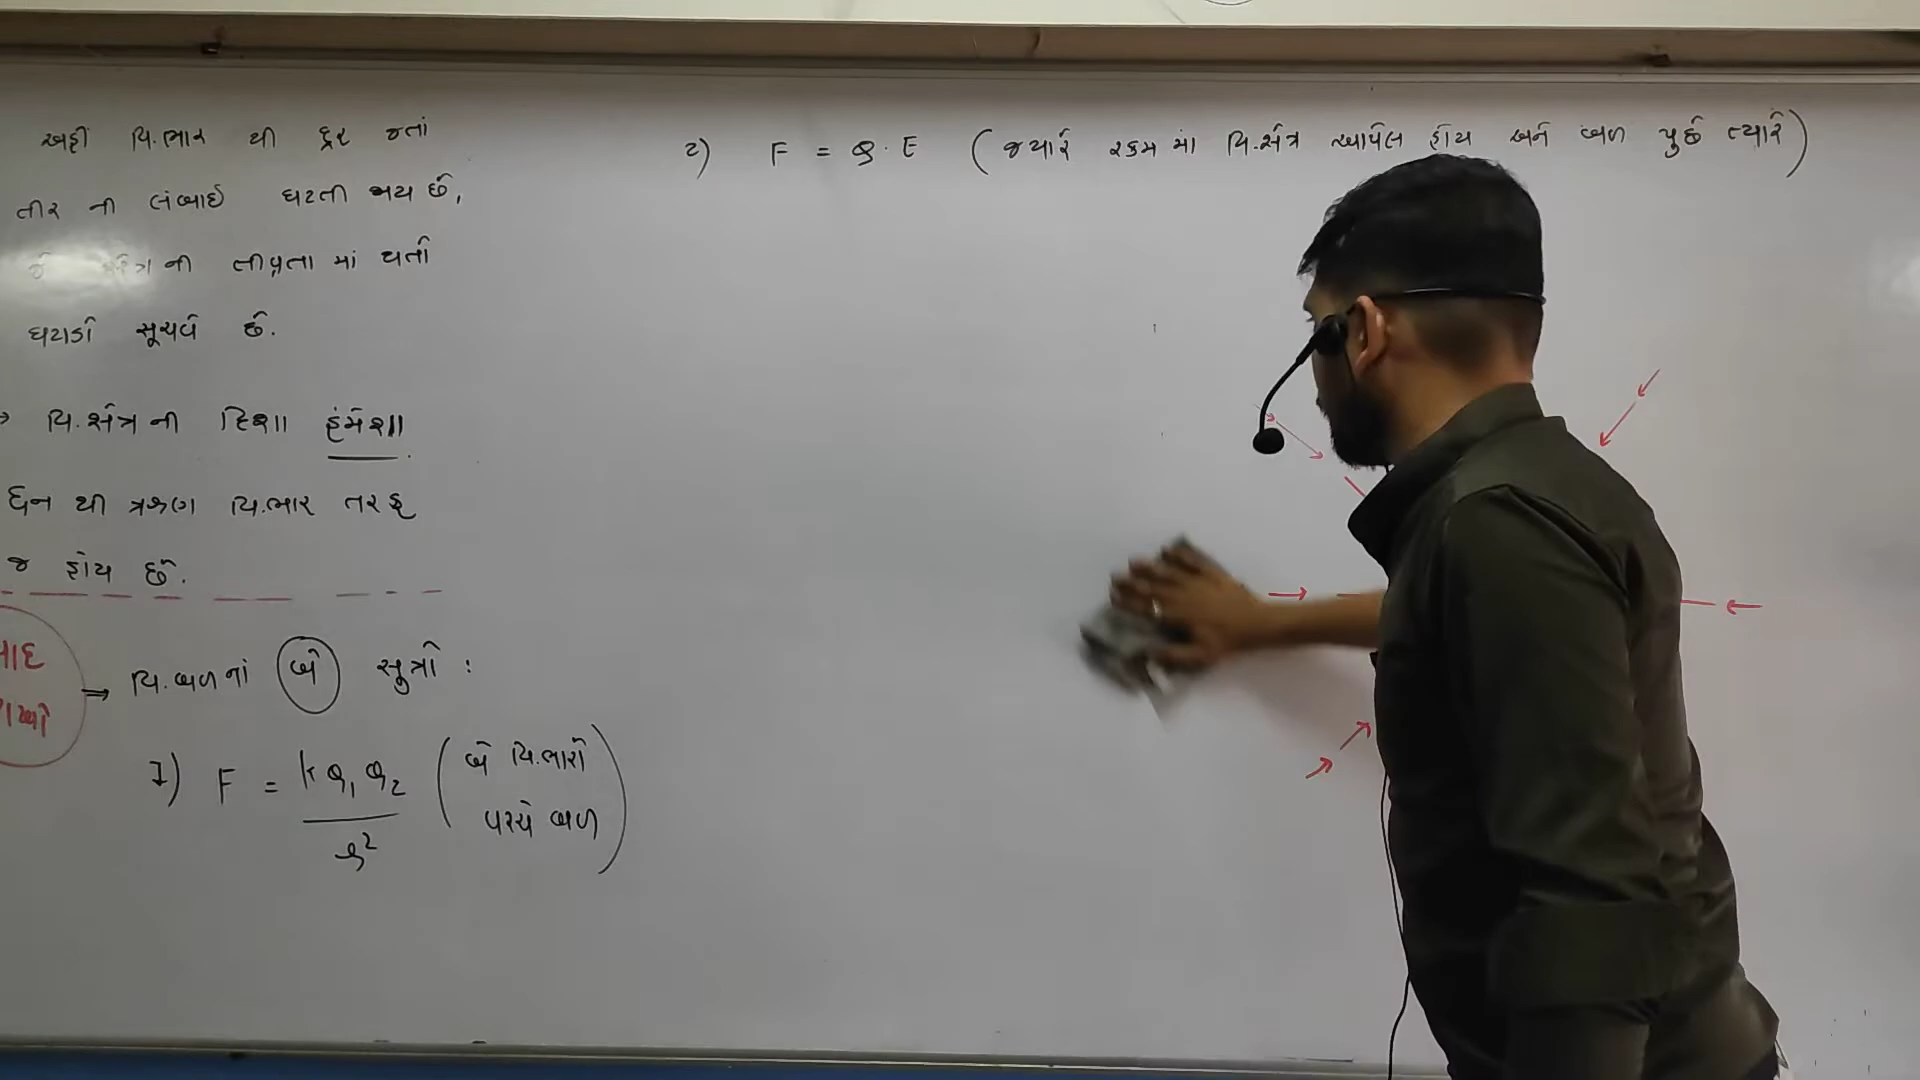 અહીં વિ.ભાર થી દૂર જતાં
તીર ની લંબાઈ ઘટતી જાય છે,
ની તીવ્રતા માં થતો
ઘટાડો સૂચવે છે.
→ વિ.ક્ષેત્ર ની દિશા હંમેશા
ધન થી ઋણ વિ.ભાર તરફ
જ હોય છે.
⇒ વિ.બળ નાં બે સુત્રો :
1) F = kQ₁Q₂ / r² (બે વિ.ભારો વચ્ચે બળ)
2) F = Q·E (જ્યારે રકમ માં વિ.ક્ષેત્ર આપેલ હોય અને બળ પુછે ત્યારે)